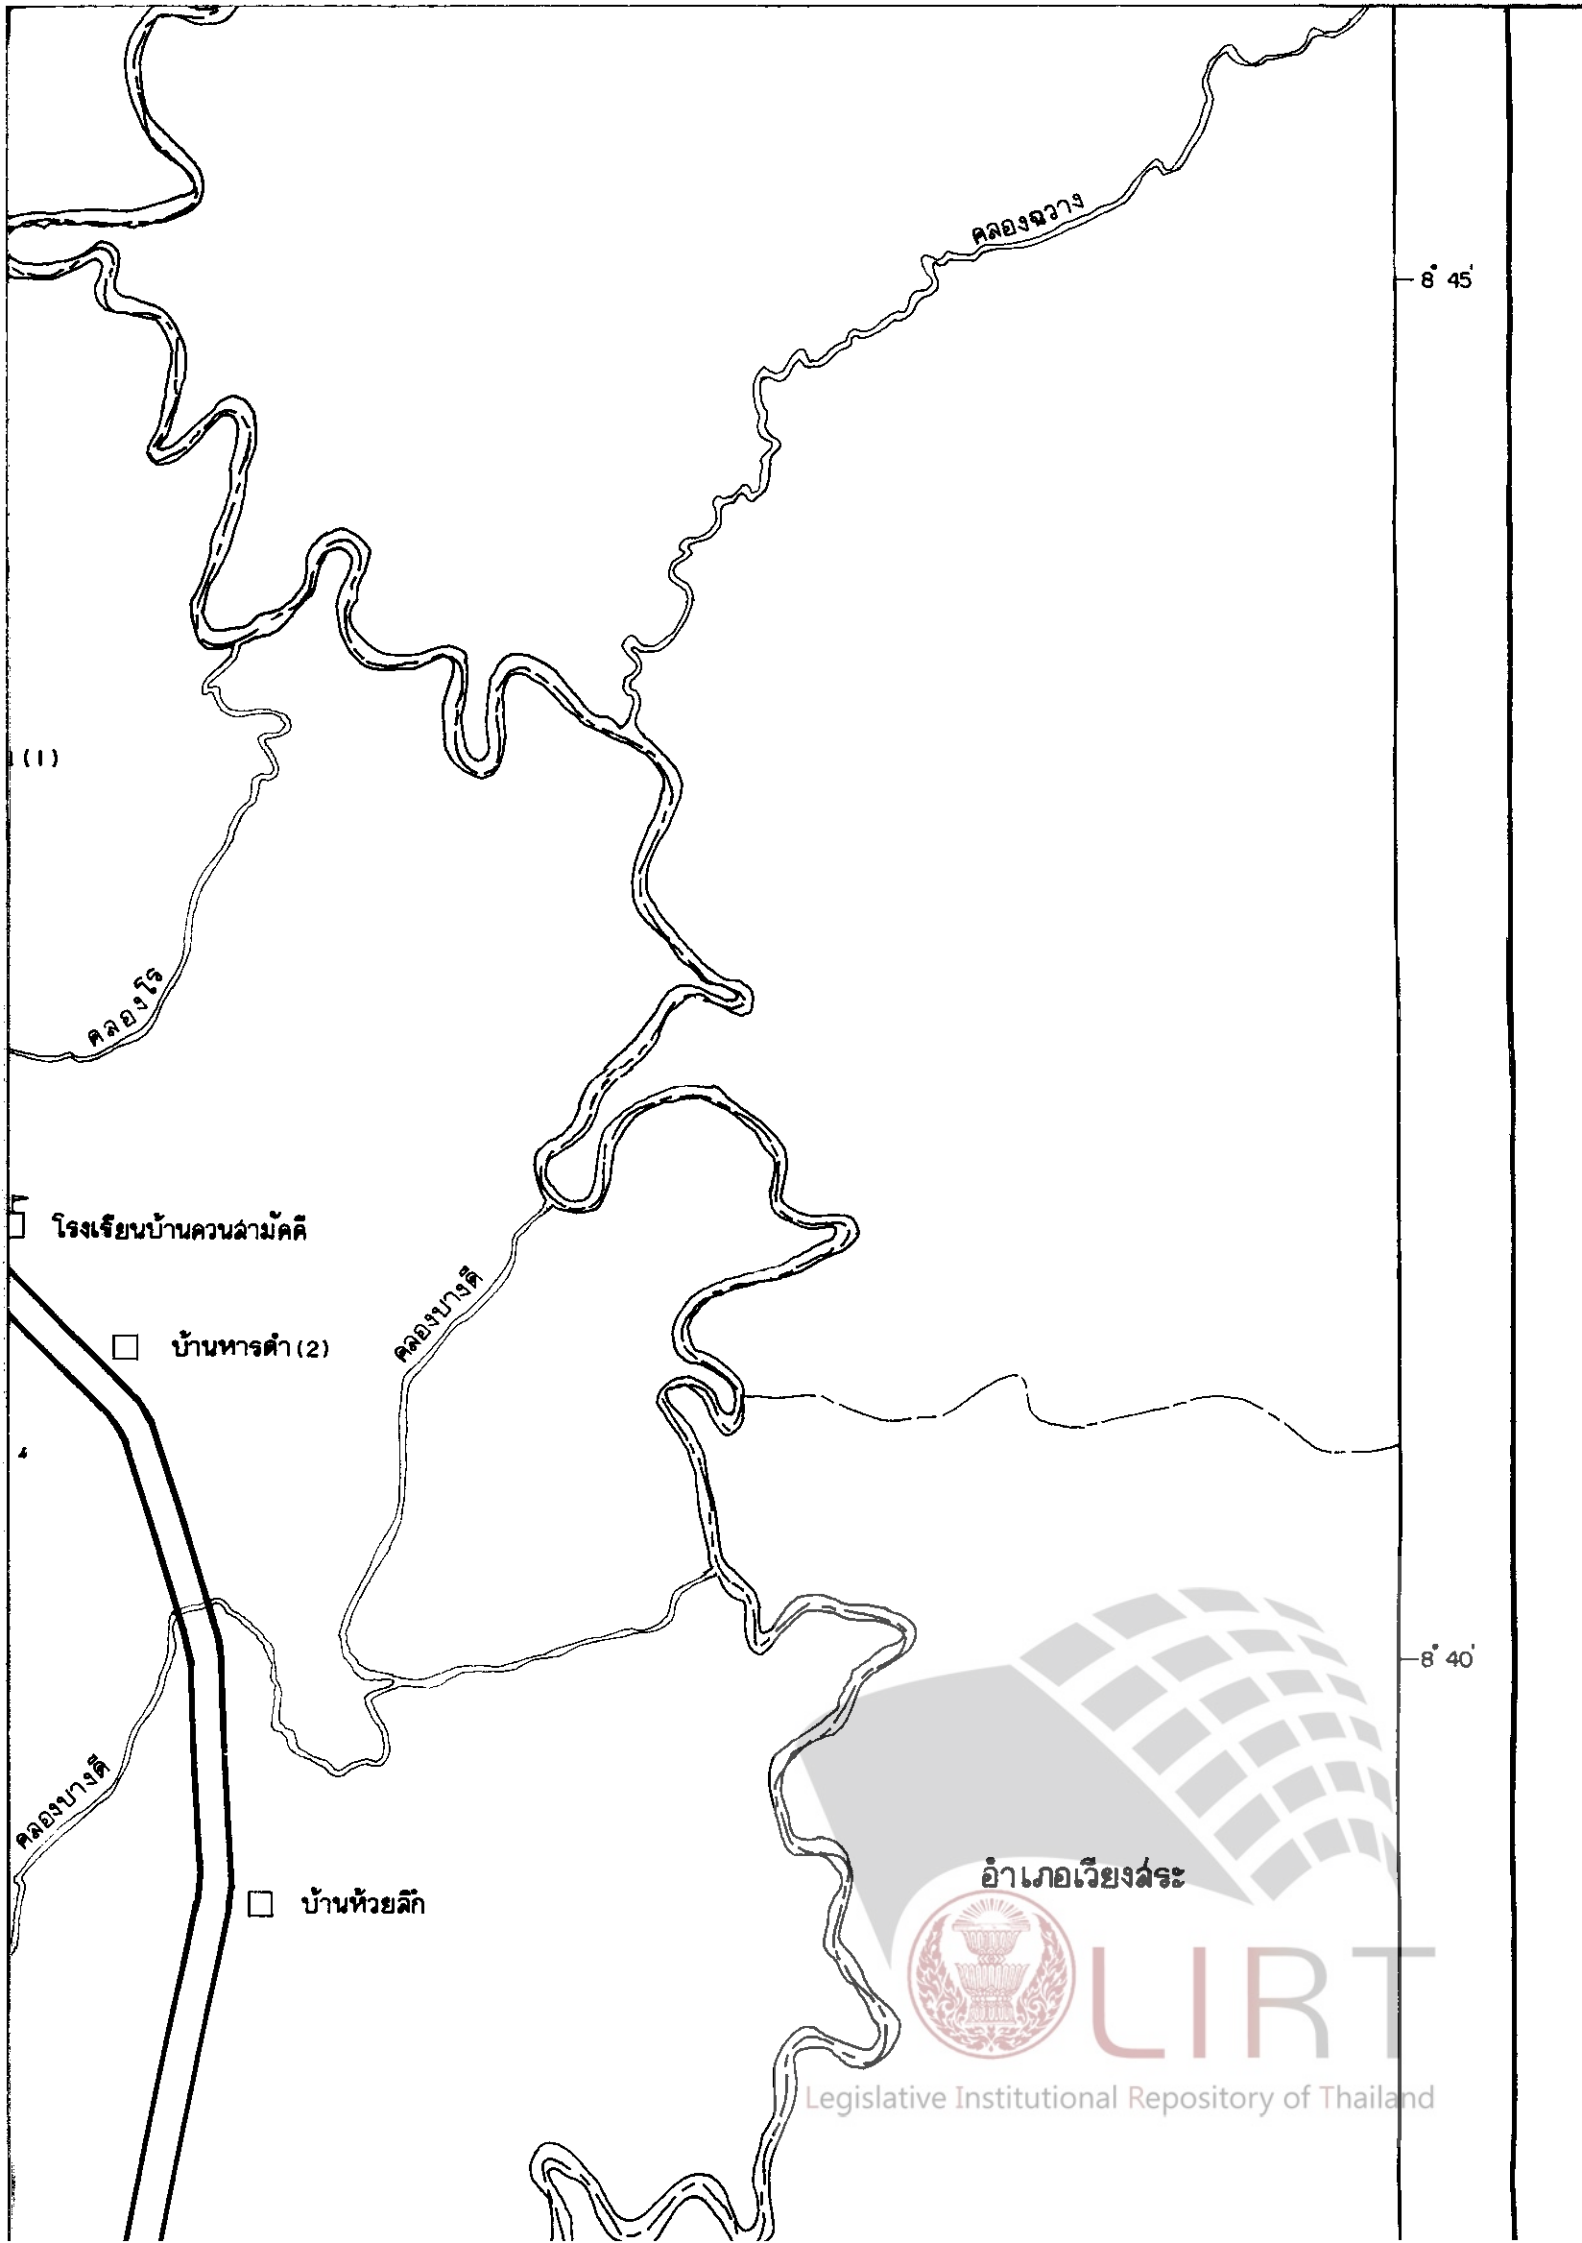 คลองฉวาง
8° 45'
(1)
คลองโร
โรงเรียนบ้านควนสามัคคี
คลองบางดี
บ้านหารดำ (2)
8° 40'
คลองบางดี
อำเภอเวียงสระ
บ้านห้วยลึก
LIRT
Legislative Institutional Repository of Thailand